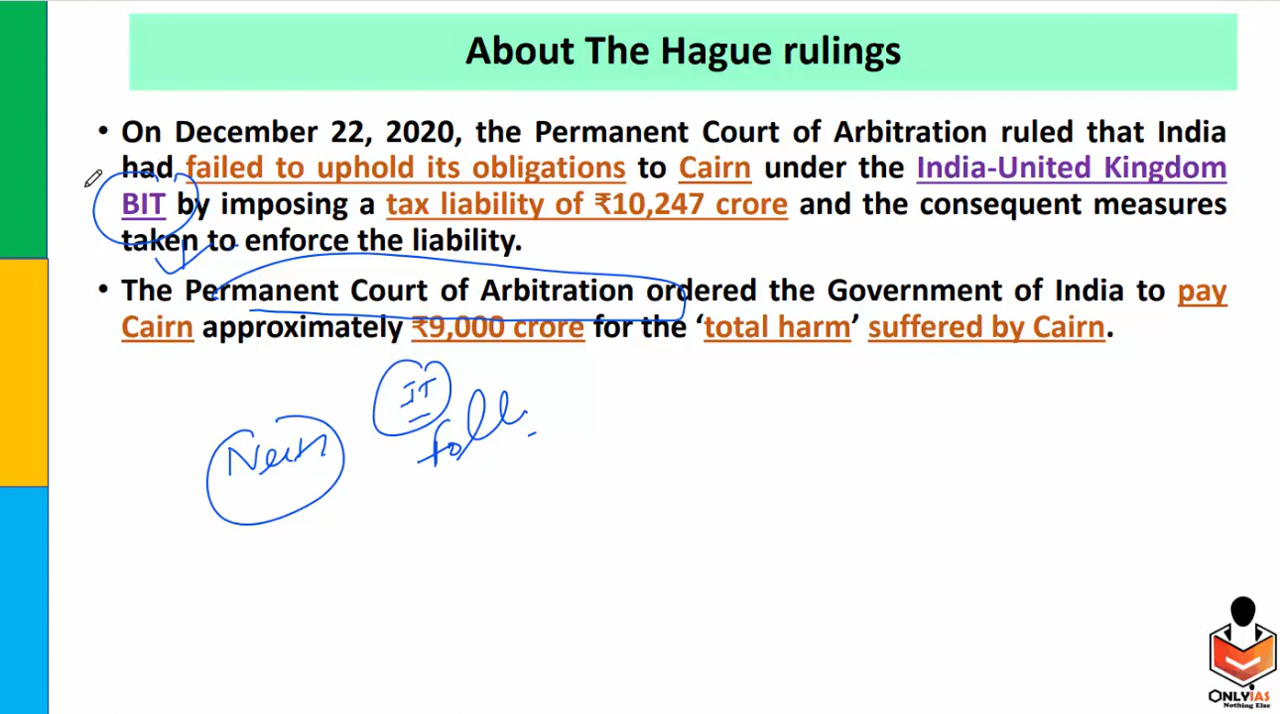 About The Hague rulings
• On December 22, 2020, the Permanent Court of Arbitration ruled that India
had failed to uphold its obligations to Cairn under the India-United Kingdom
BIT by imposing a tax liability of ₹10,247 crore and the consequent measures
taken to enforce the liability.
• The Permanent Court of Arbitration ordered the Government of India to pay
Cairn approximately ₹9,000 crore for the ‘total harm’ suffered by Cairn.
IT
ONLYIAS
Nothing Else